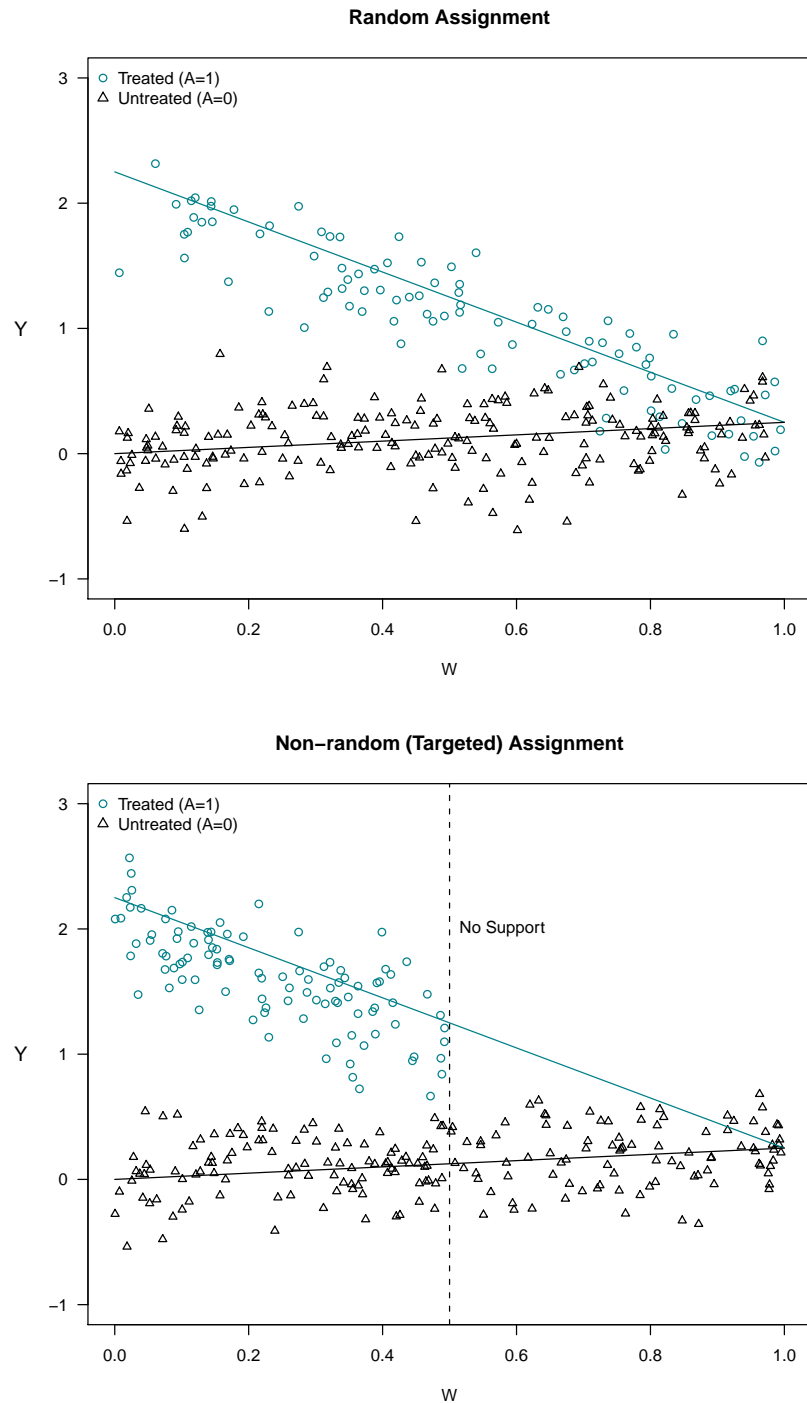 Random Assignment
3
Treated (A=1)
Untreated (A=0)
2
Y
1
0
−1
0.0 0.2 0.4 0.6 0.8 1.0
W
Non−random (Targeted) Assignment
3
Treated (A=1)
Untreated (A=0)
2
No Support
Y
1
0
−1
0.0 0.2 0.4 0.6 0.8 1.0
W